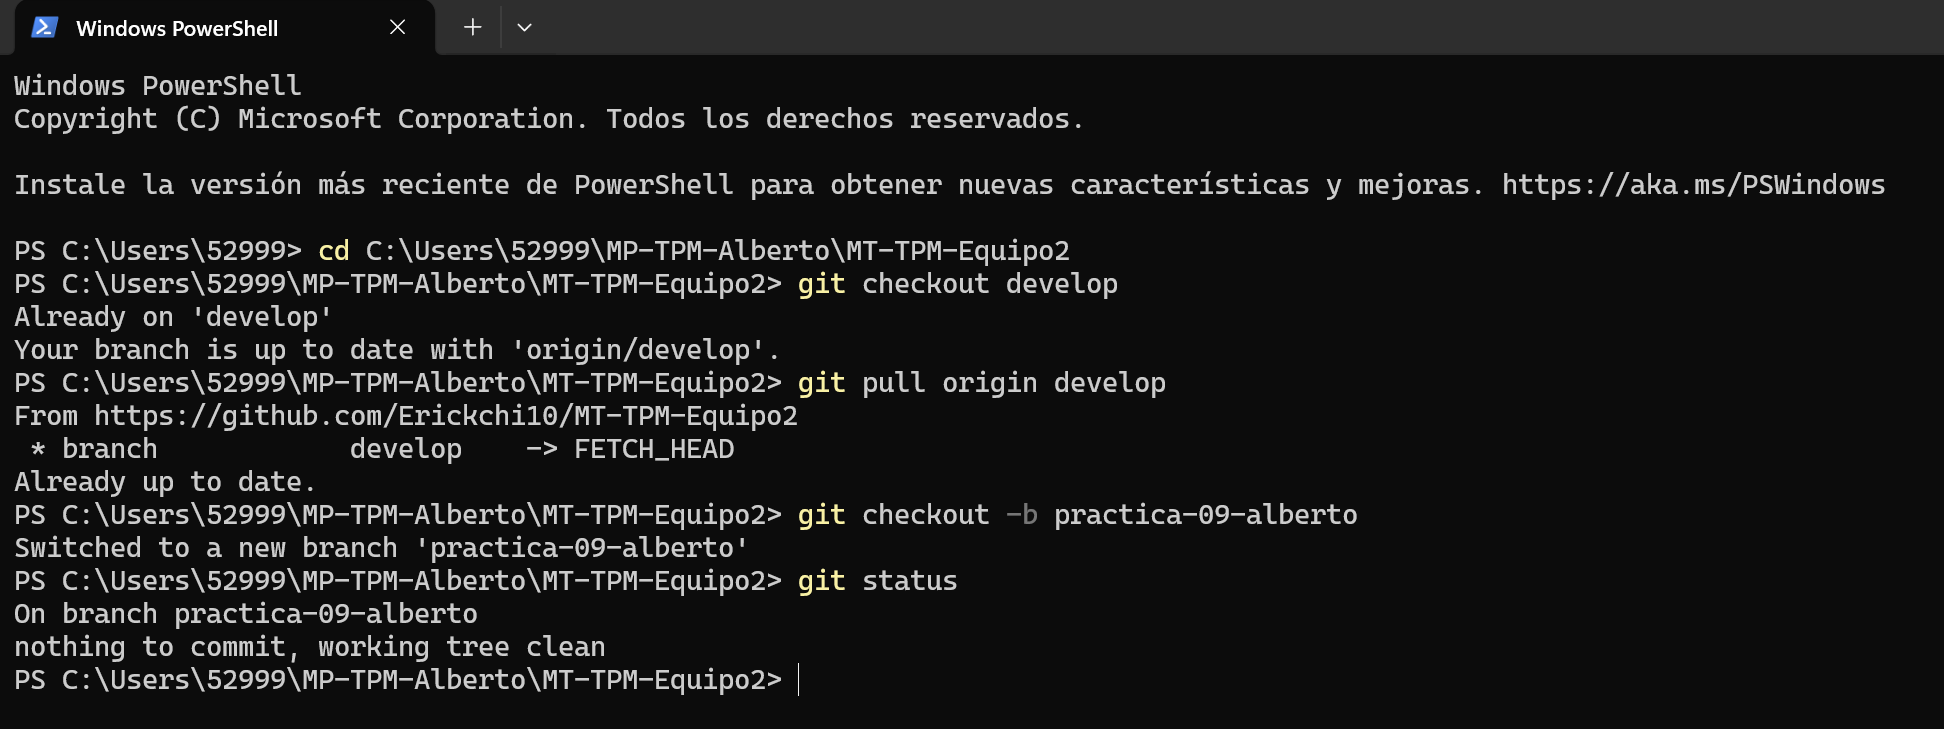 Windows PowerShell
Windows PowerShell
Copyright (C) Microsoft Corporation. Todos los derechos reservados.
Instale la versión más reciente de PowerShell para obtener nuevas características y mejoras. https://aka.ms/PSWindows
PS C:\Users\52999> cd C:\Users\52999\MP-TPM-Alberto\MT-TPM-Equipo2
PS C:\Users\52999\MP-TPM-Alberto\MT-TPM-Equipo2> git checkout develop
Already on 'develop'
Your branch is up to date with 'origin/develop'.
PS C:\Users\52999\MP-TPM-Alberto\MT-TPM-Equipo2> git pull origin develop
From https://github.com/Erickchi10/MT-TPM-Equipo2
 * branch            develop    -> FETCH_HEAD
Already up to date.
PS C:\Users\52999\MP-TPM-Alberto\MT-TPM-Equipo2> git checkout -b practica-09-alberto
Switched to a new branch 'practica-09-alberto'
PS C:\Users\52999\MP-TPM-Alberto\MT-TPM-Equipo2> git status
On branch practica-09-alberto
nothing to commit, working tree clean
PS C:\Users\52999\MP-TPM-Alberto\MT-TPM-Equipo2>